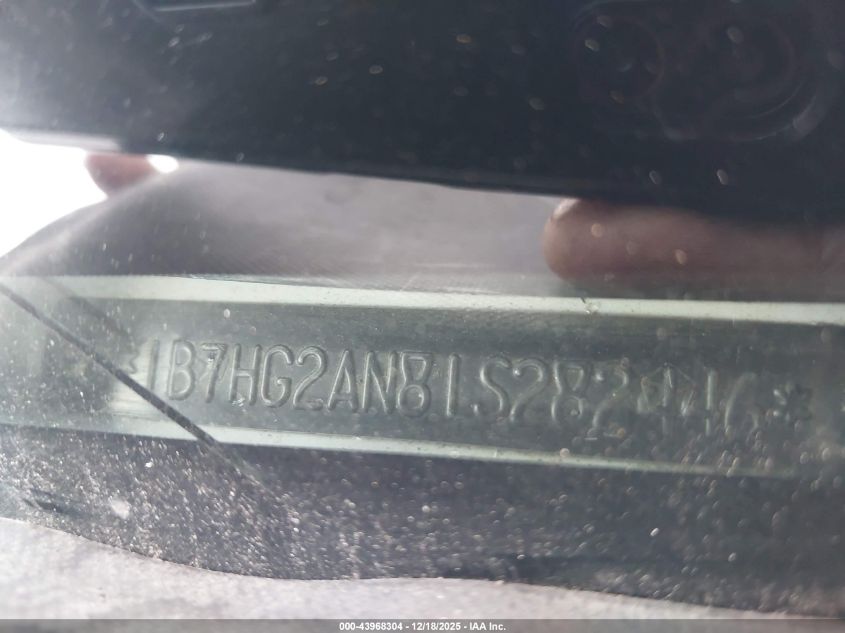 *1B7HG2AN81S282446*
000-43968304 - 12/18/2025 - IAA Inc.